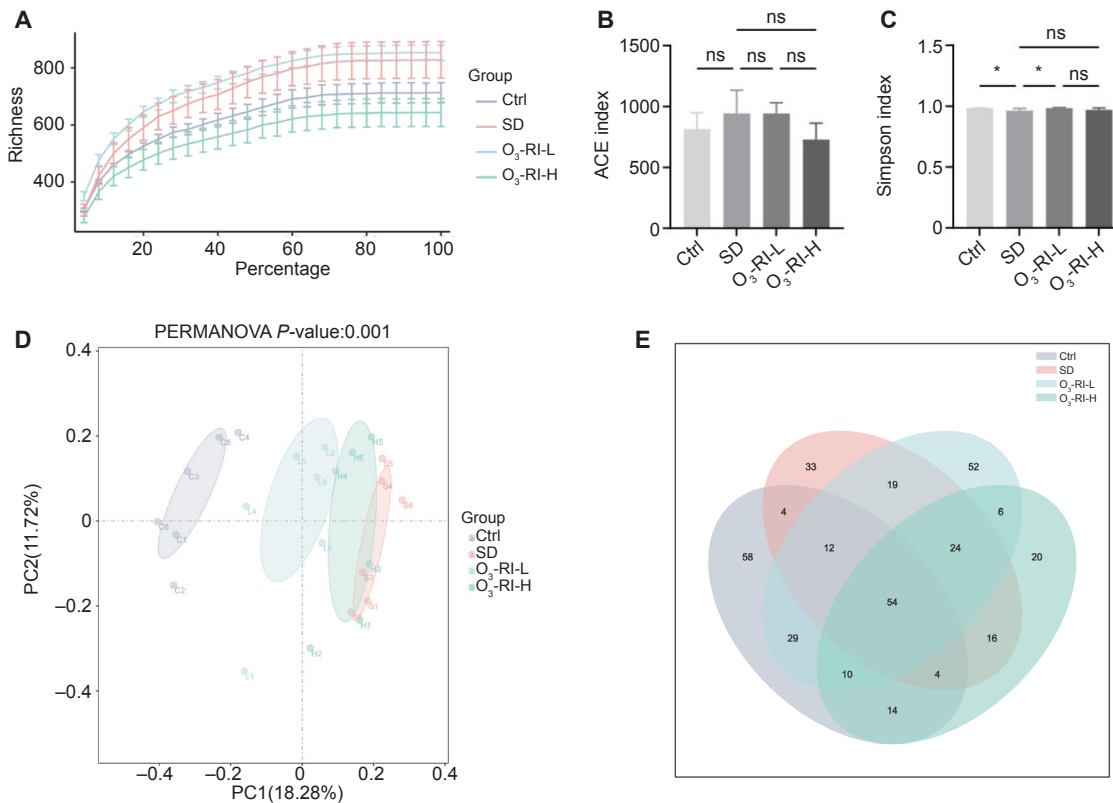 A
800
600
400
Richness
20
40
60
80
100
Percentage
Group
Ctrl
SD
O₃-RI-L
O₃-RI-H
B
1500
1000
500
0
ACE index
ns
ns
ns
ns
Ctrl
SD
O₃-RI-L
O₃-RI-H
C
1.5
1.0
0.5
0
Simpson index
ns
*
*
ns
Ctrl
SD
O₃-RI-L
O₃-RI-H
D
PERMANOVA P-value:0.001
0.4
0.2
0
–0.2
–0.4
PC2(11.72%)
C5
C4
C3
C6
C1
C2
L2
L3
L4
L5
L1
H5
H6
H4
H3
H1
H2
S5
S4
S6
S3
S1
–0.4
–0.2
0
0.2
0.4
PC1(18.28%)
Group
Ctrl
SD
O₃-RI-L
O₃-RI-H
E
Ctrl
SD
O₃-RI-L
O₃-RI-H
33
52
19
4
6
58
12
24
20
54
29
16
10
4
14